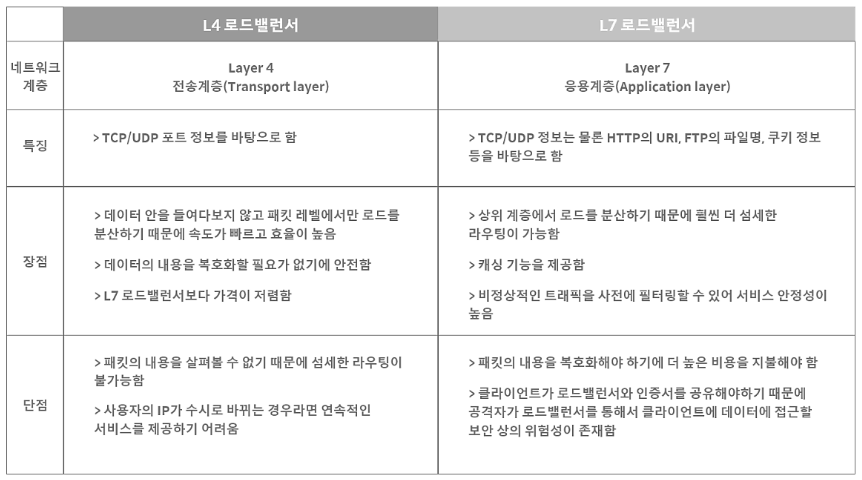 L4 로드밸런서
L7 로드밸런서
네트워크
계층
Layer 4
전송계층(Transport layer)
Layer 7
응용계층(Application layer)
특징
> TCP/UDP 포트 정보를 바탕으로 함
> TCP/UDP 정보는 물론 HTTP의 URI, FTP의 파일명, 쿠키 정보
등을 바탕으로 함
장점
> 데이터 안을 들여다보지 않고 패킷 레벨에서만 로드를
분산하기 때문에 속도가 빠르고 효율이 높음
> 데이터의 내용을 복호화할 필요가 없기에 안전함
> L7 로드밸런서보다 가격이 저렴함
> 상위 계층에서 로드를 분산하기 때문에 훨씬 더 섬세한
라우팅이 가능함
> 캐싱 기능을 제공함
> 비정상적인 트래픽을 사전에 필터링할 수 있어 서비스 안정성이
높음
단점
> 패킷의 내용을 살펴볼 수 없기 때문에 섬세한 라우팅이
불가능함
> 사용자의 IP가 수시로 바뀌는 경우라면 연속적인
서비스를 제공하기 어려움
> 패킷의 내용을 복호화해야 하기에 더 높은 비용을 지불해야 함
> 클라이언트가 로드밸런서와 인증서를 공유해야하기 때문에
공격자가 로드밸런서를 통해서 클라이언트에 데이터에 접근할
보안 상의 위험성이 존재함